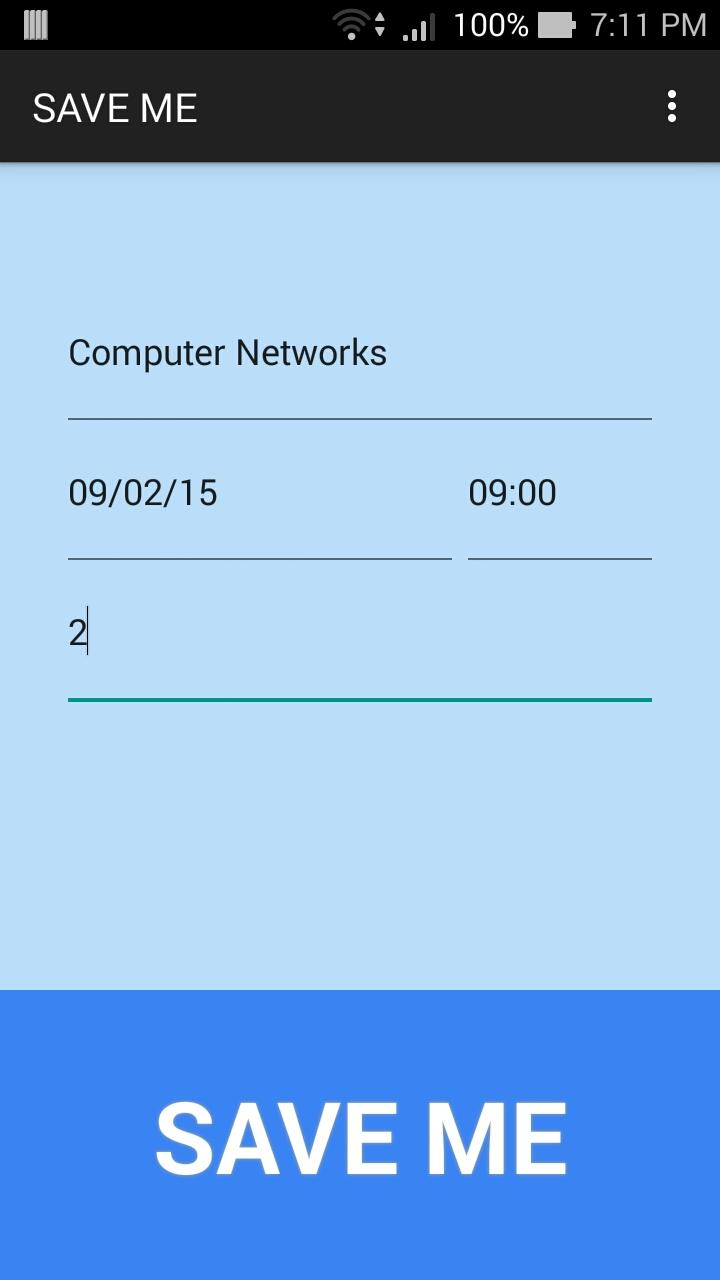 100% 7:11 PM
SAVE ME
Computer Networks
09/02/15 09:00
2
SAVE ME